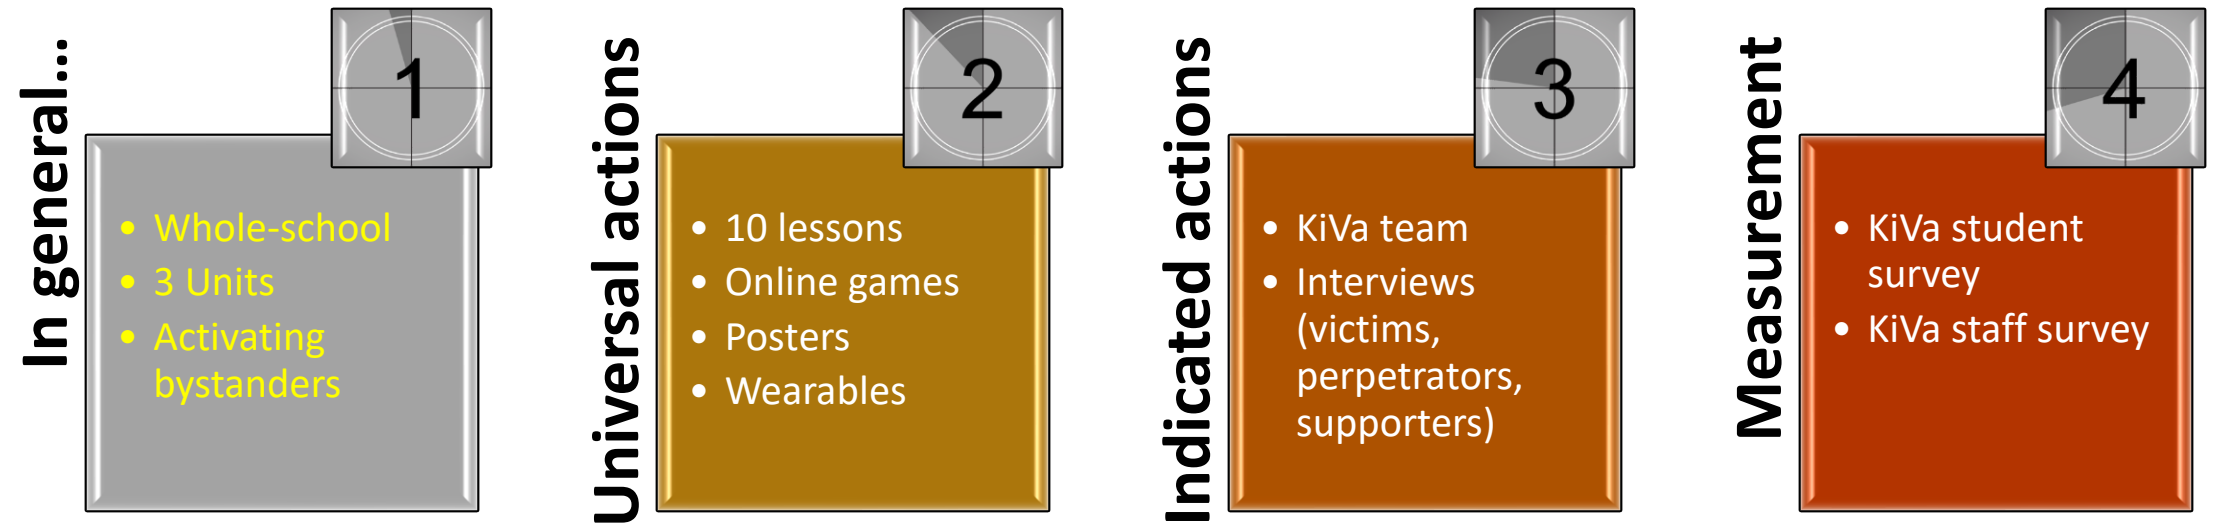 In general...
1
• Whole-school
• 3 Units
• Activating
bystanders
Universal actions
2
• 10 lessons
• Online games
• Posters
• Wearables
Indicated actions
3
• KiVa team
• Interviews
(victims,
perpetrators,
supporters)
Measurement
4
• KiVa student
survey
• KiVa staff survey